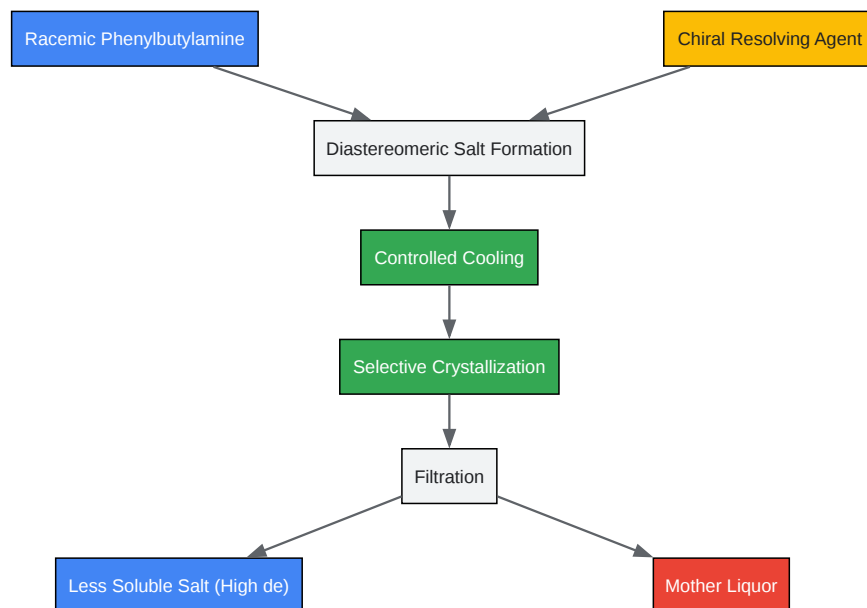 Racemic Phenylbutylamine
Chiral Resolving Agent
Diastereomeric Salt Formation
Controlled Cooling
Selective Crystallization
Filtration
Less Soluble Salt (High de)
Mother Liquor